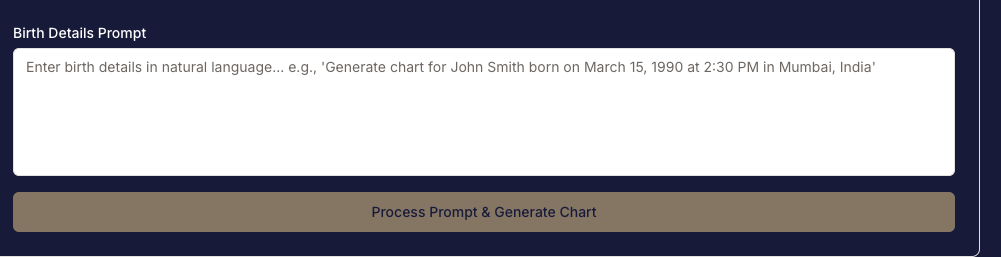 Birth Details Prompt
Enter birth details in natural language... e.g., 'Generate chart for John Smith born on March 15, 1990 at 2:30 PM in Mumbai, India'
Process Prompt & Generate Chart